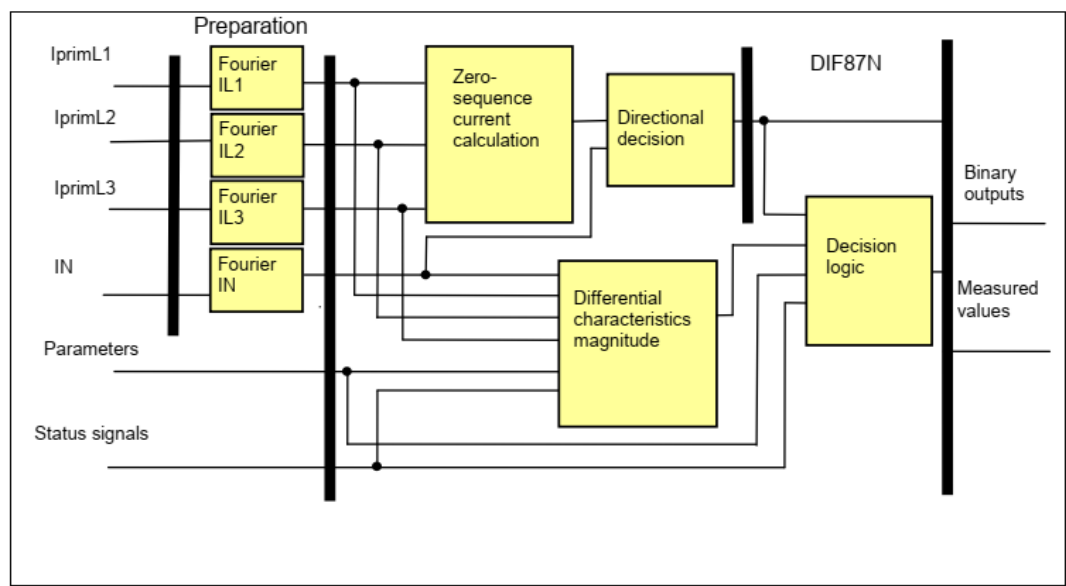 Preparation
IprimL1
Fourier
IL1
IprimL2
Fourier
IL2
IprimL3
Fourier
IL3
IN
Fourier
IN
Parameters
Status signals
Zero-
sequence
current
calculation
Directional
decision
DIF87N
Differential
characteristics
magnitude
Decision
logic
Binary
outputs
Measured
values